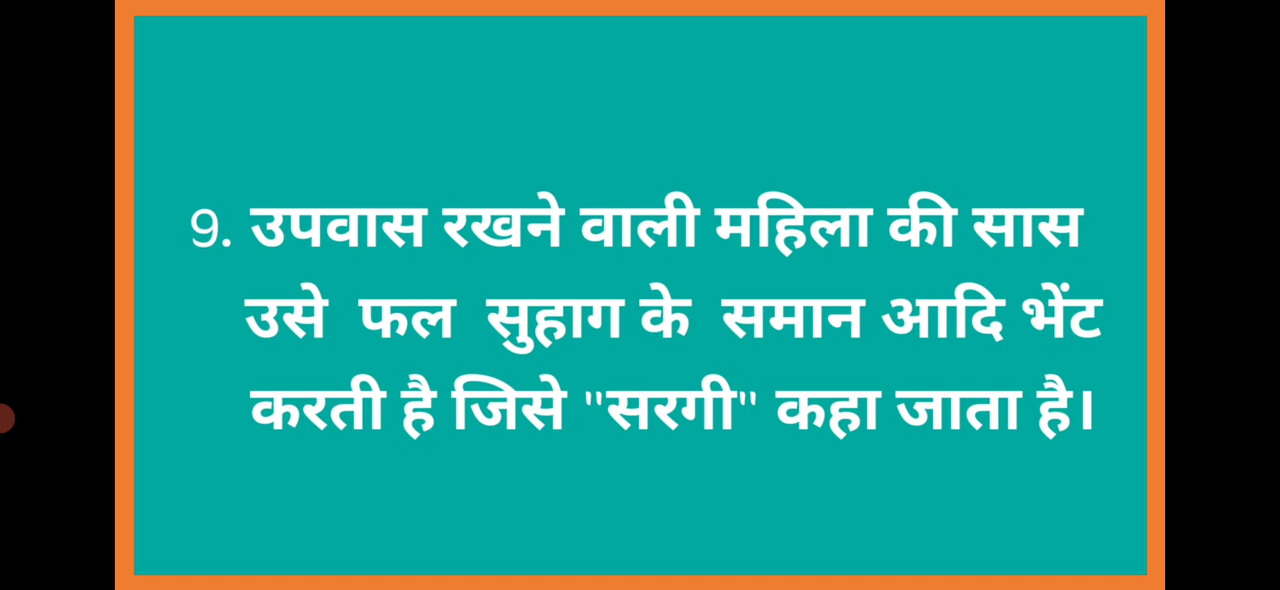 9. उपवास रखने वाली महिला की सास
उसे फल सुहाग के समान आदि भेंट
करती है जिसे "सरगी" कहा जाता है।